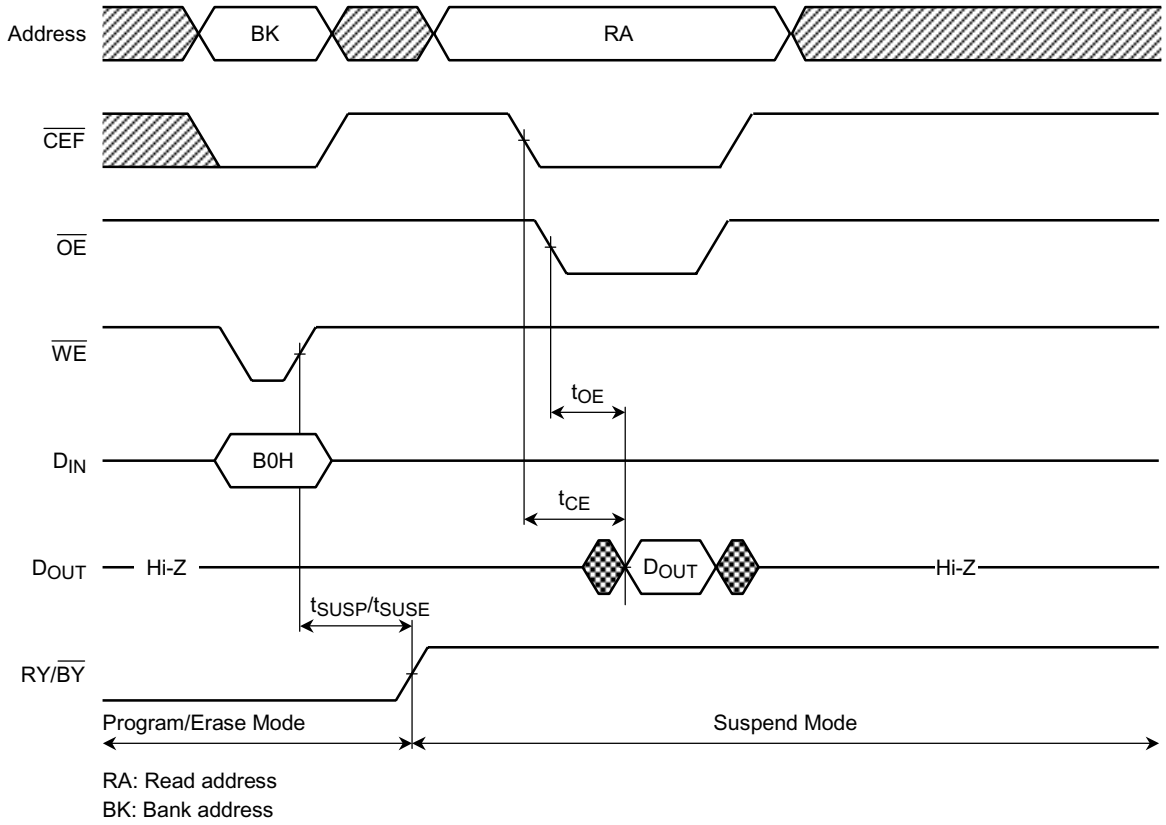 Address BK RA
CEF
OE
WE
tOE
DIN B0H
tCE
DOUT Hi-Z DOUT Hi-Z
tSUSP/tSUSE
RY/BY
Program/Erase Mode Suspend Mode
RA: Read address
BK: Bank address